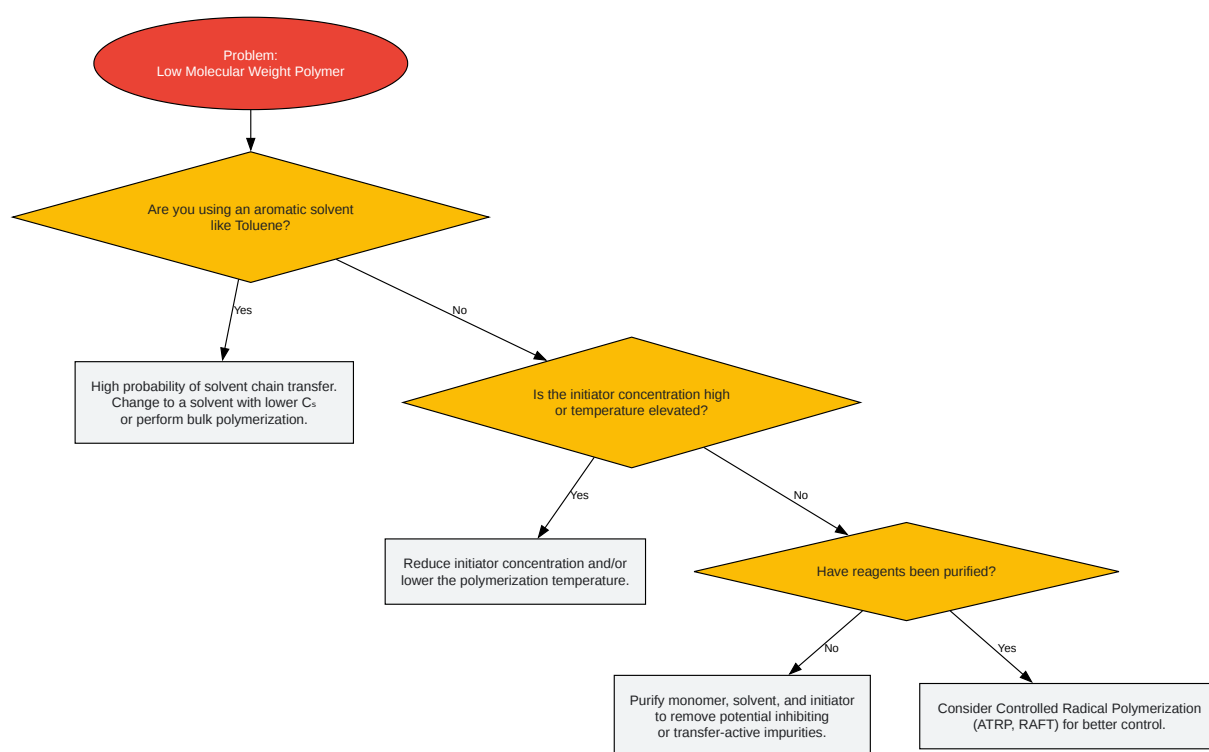 Problem:
Low Molecular Weight Polymer
Are you using an aromatic solvent
like Toluene?
Yes
No
High probability of solvent chain transfer.
Change to a solvent with lower Cₛ
or perform bulk polymerization.
Is the initiator concentration high
or temperature elevated?
Yes
No
Reduce initiator concentration and/or
lower the polymerization temperature.
Have reagents been purified?
No
Yes
Purify monomer, solvent, and initiator
to remove potential inhibiting
or transfer-active impurities.
Consider Controlled Radical Polymerization
(ATRP, RAFT) for better control.